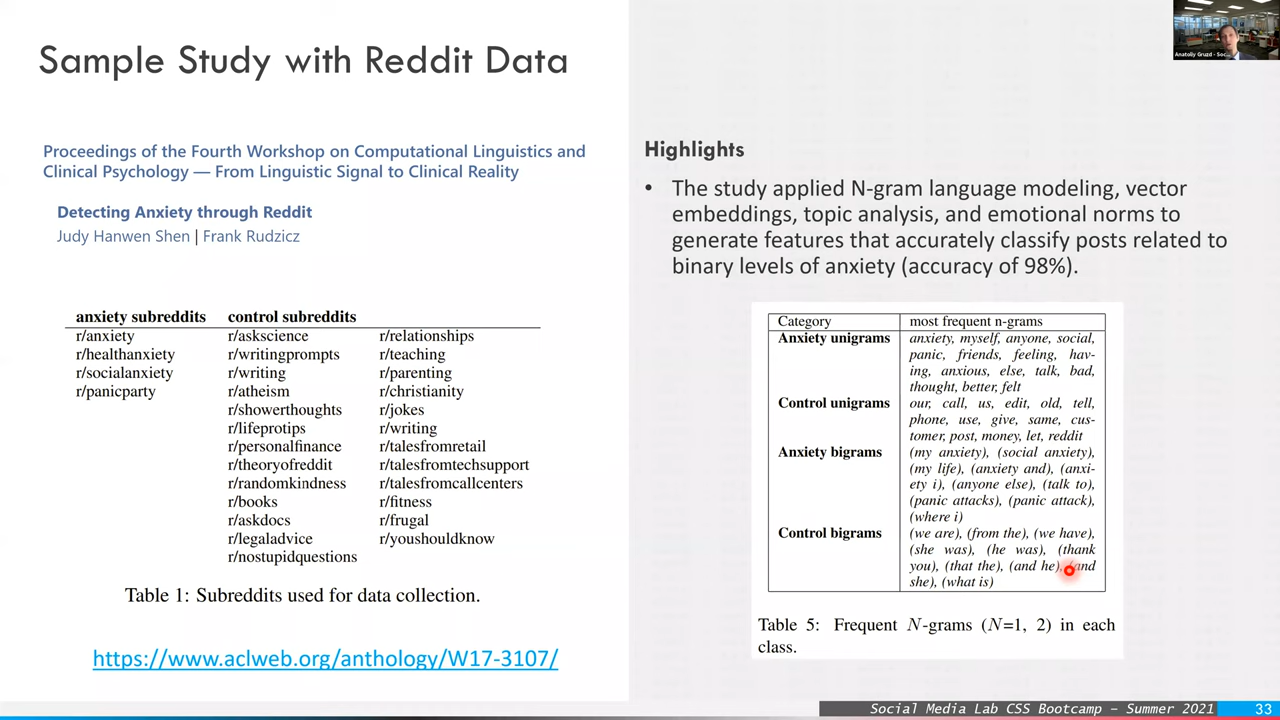 Sample Study with Reddit Data
Anatoliy Gruzd - Soc...
Proceedings of the Fourth Workshop on Computational Linguistics and
Clinical Psychology — From Linguistic Signal to Clinical Reality
Detecting Anxiety through Reddit
Judy Hanwen Shen | Frank Rudzicz
anxiety subreddits control subreddits
r/anxiety r/askscience r/relationships
r/healthanxiety r/writingprompts r/teaching
r/socialanxiety r/writing r/parenting
r/panicparty r/atheism r/christianity
r/showerthoughts r/jokes
r/lifeprotips r/writing
r/personalfinance r/talesfromretail
r/theoryofreddit r/talesfromtechsupport
r/randomkindness r/talesfromcallcenters
r/books r/fitness
r/askdocs r/frugal
r/legaladvice r/youshouldknow
r/nostupidquestions
Table 1: Subreddits used for data collection.
https://www.aclweb.org/anthology/W17-3107/
Highlights
• The study applied N-gram language modeling, vector
embeddings, topic analysis, and emotional norms to
generate features that accurately classify posts related to
binary levels of anxiety (accuracy of 98%).
Category most frequent n-grams
Anxiety unigrams anxiety, myself, anyone, social,
panic, friends, feeling, hav-
ing, anxious, else, talk, bad,
thought, better, felt
Control unigrams our, call, us, edit, old, tell,
phone, use, give, same, cus-
tomer, post, money, let, reddit
Anxiety bigrams (my anxiety), (social anxiety),
(my life), (anxiety and), (anxi-
ety i), (anyone else), (talk to),
(panic attacks), (panic attack),
(where i)
Control bigrams (we are), (from the), (we have),
(she was), (he was), (thank
you), (that the), (and he), (and
she), (what is)
Table 5: Frequent N-grams (N=1, 2) in each
class.
Social Media Lab CSS Bootcamp – Summer 2021 33